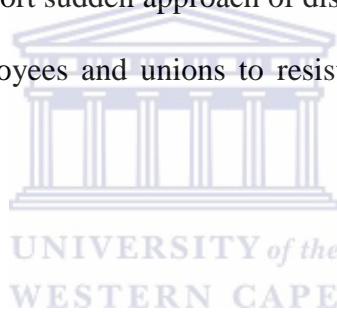 ort sudden approach of dis
oyees and unions to resis
UNIVERSITY of the
WESTERN CAPE